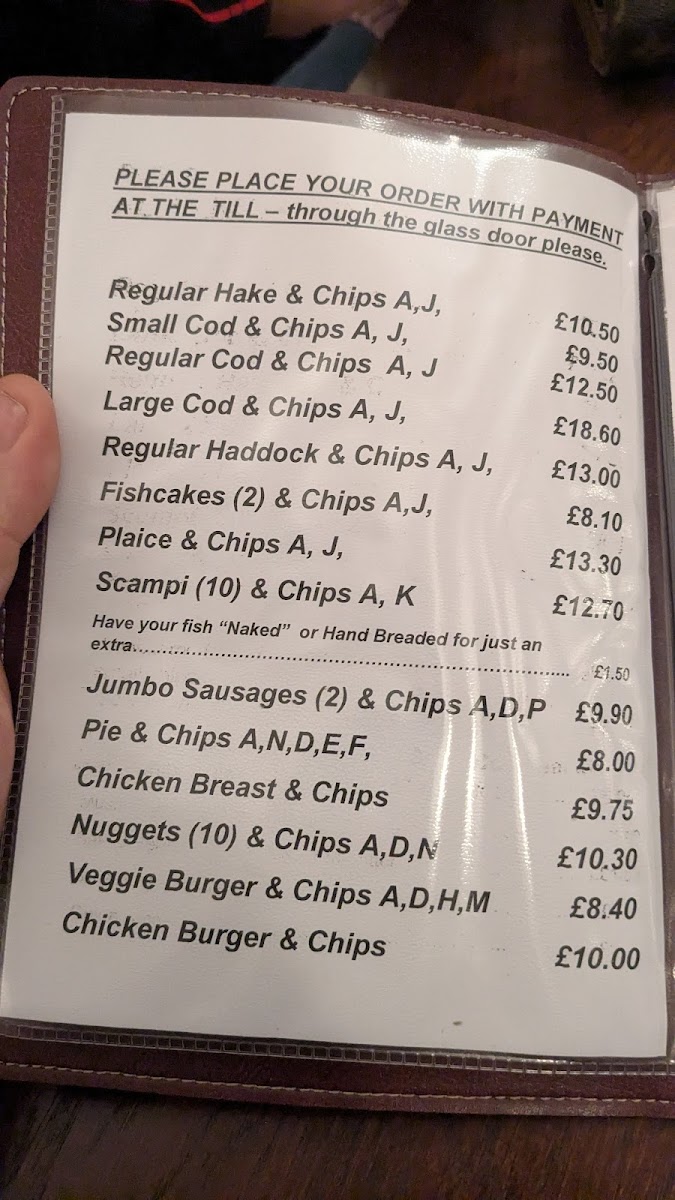 PLEASE PLACE YOUR ORDER WITH PAYMENT
AT THE TILL – through the glass door please.
Regular Hake & Chips A,J, £10.50
Small Cod & Chips A, J, £9.50
Regular Cod & Chips A, J £12.50
Large Cod & Chips A, J, £18.60
Regular Haddock & Chips A, J, £13.00
Fishcakes (2) & Chips A,J, £8.10
Plaice & Chips A, J, £13.30
Scampi (10) & Chips A, K £12.70
Have your fish “Naked” or Hand Breaded for just an
extra................................................................................ £1.50
Jumbo Sausages (2) & Chips A,D,P £9.90
Pie & Chips A,N,D,E,F, £8.00
Chicken Breast & Chips £9.75
Nuggets (10) & Chips A,D,N £10.30
Veggie Burger & Chips A,D,H,M £8.40
Chicken Burger & Chips £10.00